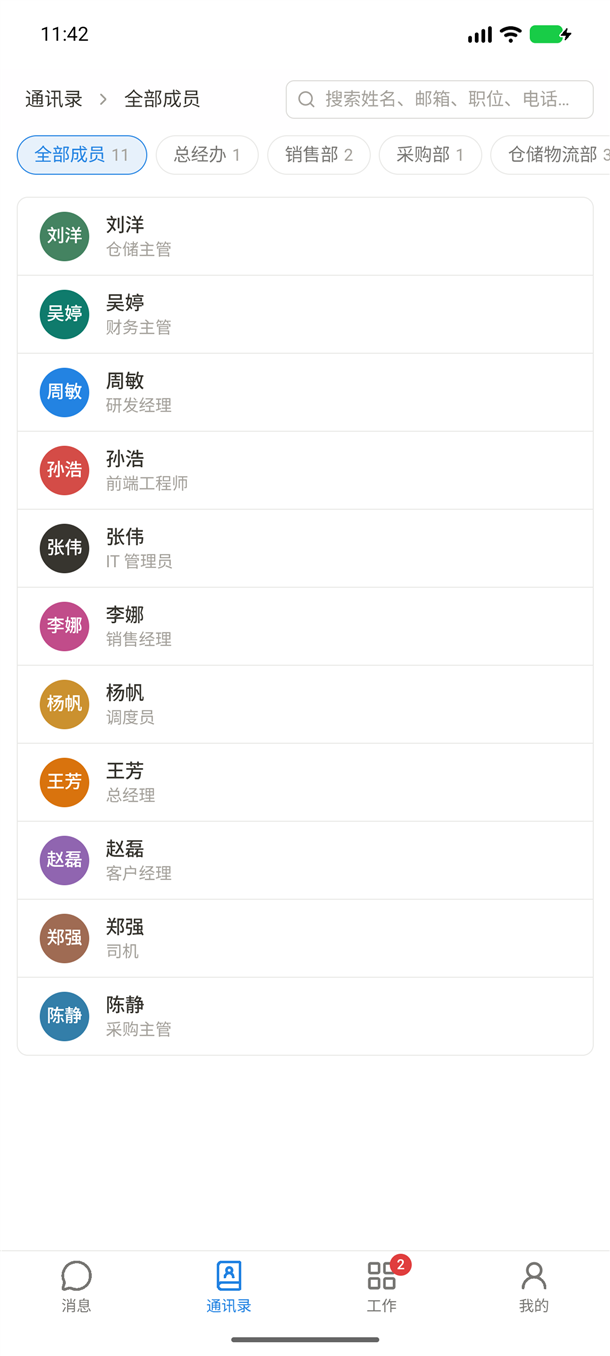 11:42
通讯录 > 全部成员
搜索姓名、邮箱、职位、电话...
全部成员 11
总经办 1
销售部 2
采购部 1
仓储物流部 3
刘洋
刘洋
仓储主管
吴婷
吴婷
财务主管
周敏
周敏
研发经理
孙浩
孙浩
前端工程师
张伟
张伟
IT 管理员
李娜
李娜
销售经理
杨帆
杨帆
调度员
王芳
王芳
总经理
赵磊
赵磊
客户经理
郑强
郑强
司机
陈静
陈静
采购主管
2
消息
通讯录
工作
我的